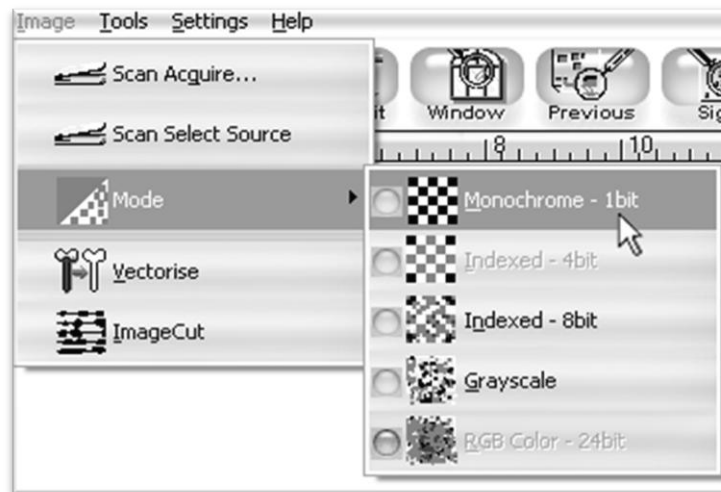 Image Tools Settings Help
Scan Acquire...
Scan Select Source
Mode
Vectorise
ImageCut
Window Previous
8 10
Monochrome - 1bit
Indexed - 4bit
Indexed - 8bit
Grayscale
RGB Color - 24bit